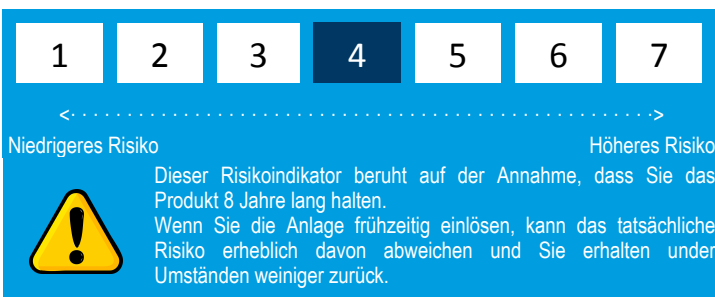 1 2 3 4 5 6 7
<· · · · · · · · · · · · · · · · · · · · · · · · · · · · · · · · · · · · · · · · · · · · · · · · · · · ·>
Niedrigeres Risiko Höheres Risiko
Dieser Risikoindikator beruht auf der Annahme, dass Sie das
Produkt 8 Jahre lang halten.
Wenn Sie die Anlage frühzeitig einlösen, kann das tatsächliche
Risiko erheblich davon abweichen und Sie erhalten under
Umständen weiniger zurück.
!